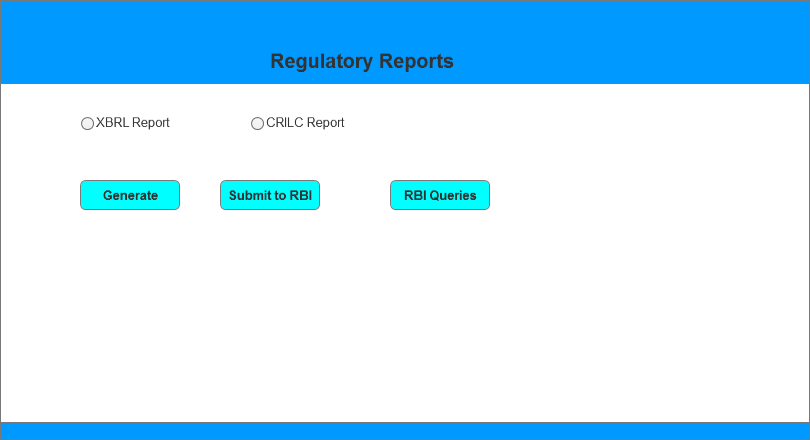 Regulatory Reports
XBRL Report CRILC Report
Generate Submit to RBI RBI Queries